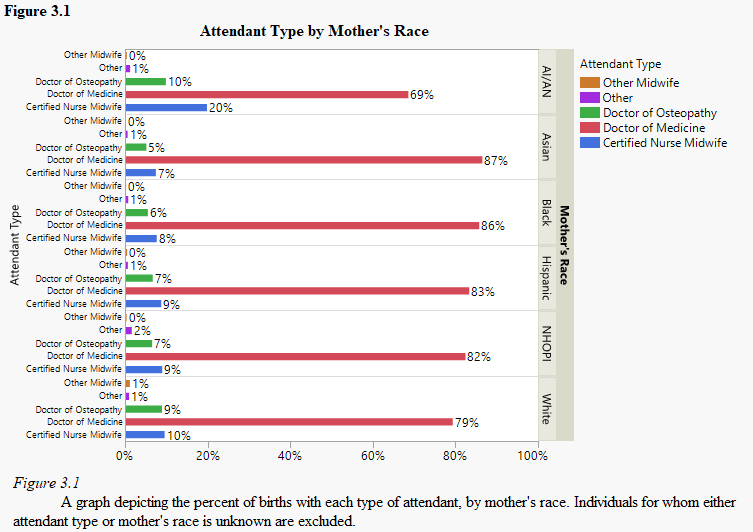 Figure 3.1
Attendant Type by Mother's Race
Other Midwife 0%
Other 1%
Doctor of Osteopathy 10%
Doctor of Medicine 69%
Certified Nurse Midwife 20%
AI/AN
Other Midwife 0%
Other 1%
Doctor of Osteopathy 5%
Doctor of Medicine 87%
Certified Nurse Midwife 7%
Asian
Other Midwife 0%
Other 1%
Doctor of Osteopathy 6%
Doctor of Medicine 86%
Certified Nurse Midwife 8%
Black
Other Midwife 0%
Other 1%
Doctor of Osteopathy 7%
Doctor of Medicine 83%
Certified Nurse Midwife 9%
Hispanic
Other Midwife 0%
Other 2%
Doctor of Osteopathy 7%
Doctor of Medicine 82%
Certified Nurse Midwife 9%
NHOPI
Other Midwife 1%
Other 1%
Doctor of Osteopathy 9%
Doctor of Medicine 79%
Certified Nurse Midwife 10%
White
Attendant Type
Mother's Race
0% 20% 40% 60% 80% 100%
Attendant Type
Other Midwife
Other
Doctor of Osteopathy
Doctor of Medicine
Certified Nurse Midwife
Figure 3.1
A graph depicting the percent of births with each type of attendant, by mother's race. Individuals for whom either
attendant type or mother's race is unknown are excluded.